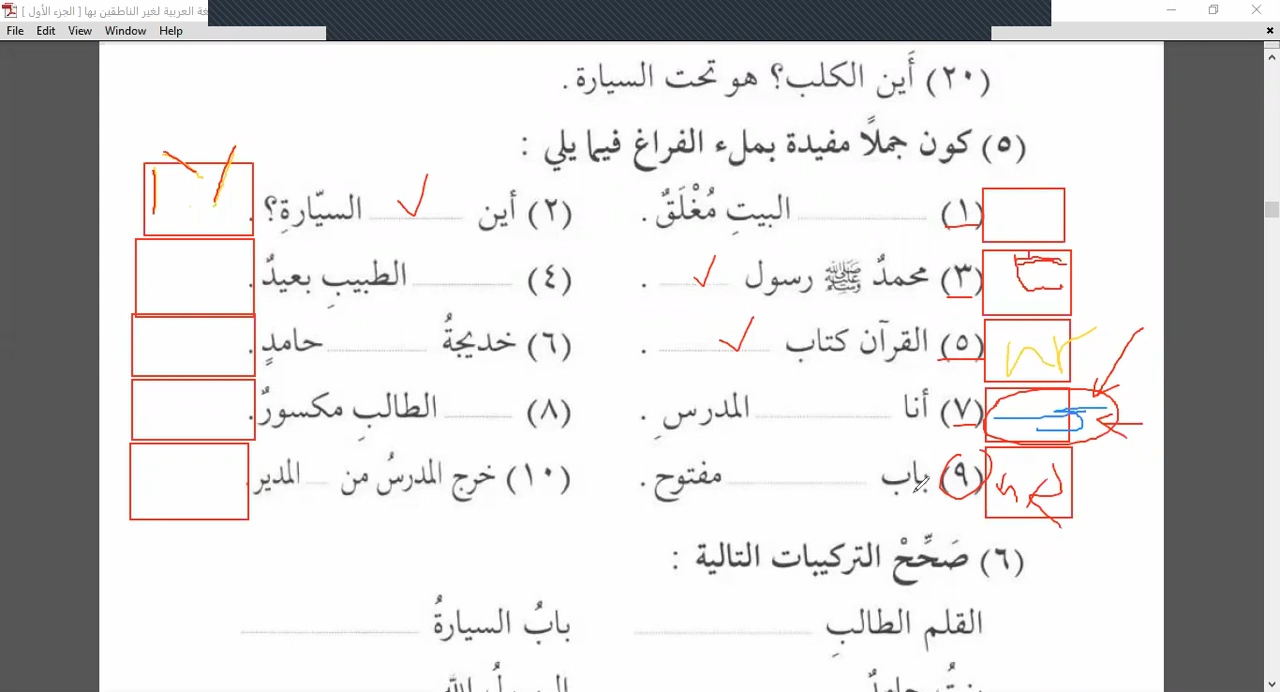 غة العربية لغير الناطقين بها [ الجزء الأول ]
File Edit View Window Help
(٢٠) أَين الكلب؟ هو تحت السيارة.
(٥) كون جملاً مفيدة بملء الفراغ فيما يلي :
(١) .......... البيتِ مُغْلَقٌ .
(٢) أين .......... السيّارةِ؟ .
(٣) محمدٌ ﷺ رسول .......... .
(٤) .......... الطبيبِ بعيدٌ .
(٥) القرآن كتاب .......... .
(٦) خديجةُ .......... حامدٍ .
(٧) أنا .......... المدرسِ .
(٨) .......... الطالبِ مكسورٌ .
(٩) باب .......... مفتوح .
(١٠) خرج المدرسُ من .......... المدير .
(٦) صَحِّحْ التركيبات التالية :
القلم الطالبِ ..........
بابُ السيارةُ ..........